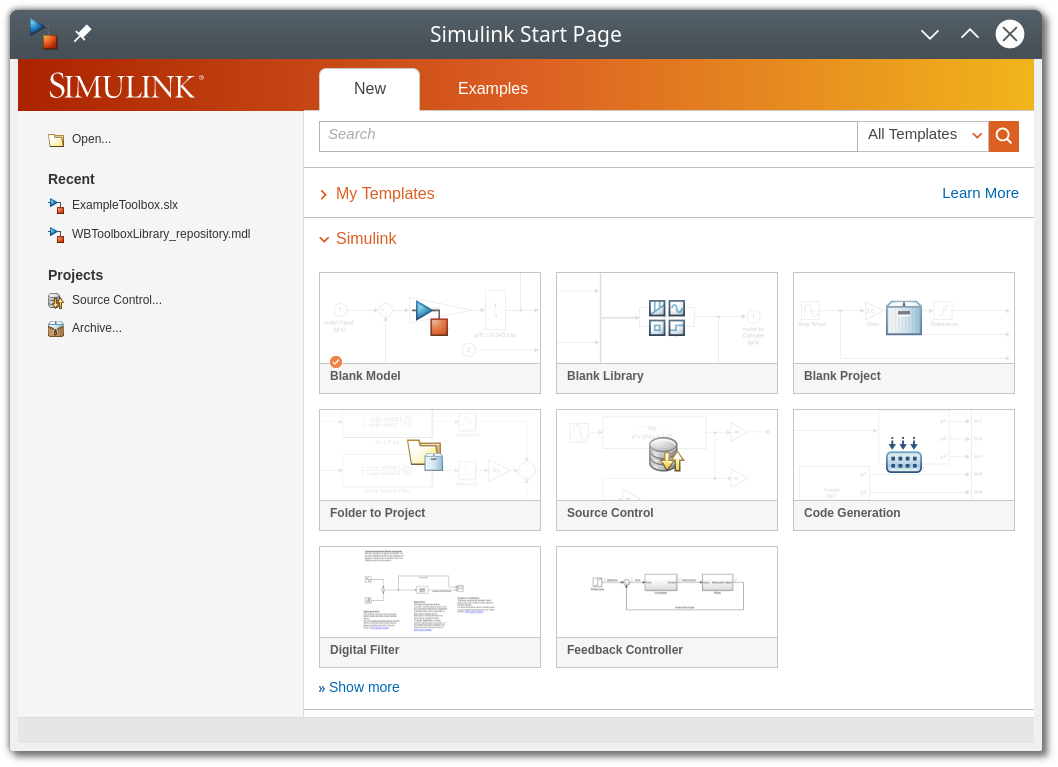 Simulink Start Page
SIMULINK®
New
Examples
Open...
Recent
ExampleToolbox.slx
WBToolboxLibrary_repository.mdl
Projects
Source Control...
Archive...
Search
All Templates
My Templates
Learn More
Simulink
Blank Model
Blank Library
Blank Project
Folder to Project
Source Control
Code Generation
Digital Filter
Feedback Controller
» Show more